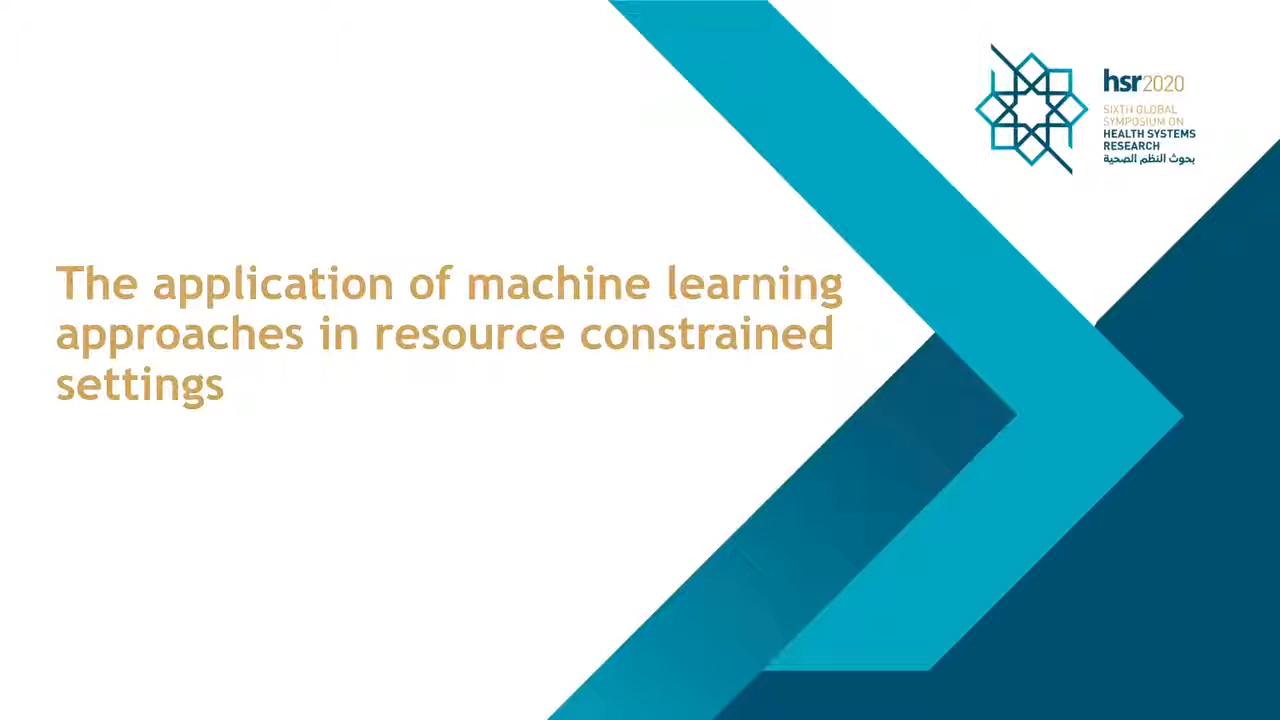 hsr2020
SIXTH GLOBAL
SYMPOSIUM ON
HEALTH SYSTEMS
RESEARCH
بحوث النظم الصحية
The application of machine learning
approaches in resource constrained
settings